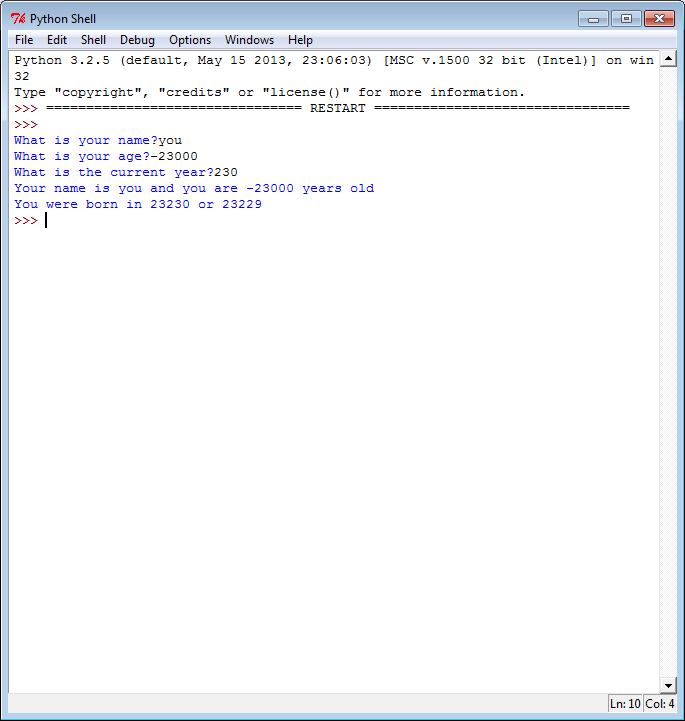 Python Shell
File Edit Shell Debug Options Windows Help
Python 3.2.5 (default, May 15 2013, 23:06:03) [MSC v.1500 32 bit (Intel)] on win
32
Type "copyright", "credits" or "license()" for more information.
>>> ================================ RESTART ================================
>>>
What is your name?you
What is your age?-23000
What is the current year?230
Your name is you and you are -23000 years old
You were born in 23230 or 23229
>>>
Ln: 10 Col: 4